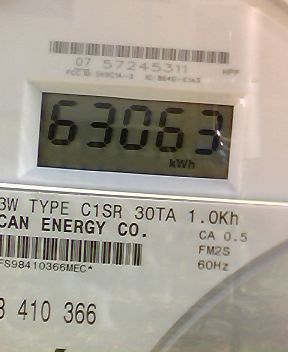 07 57245311
63063
kWh
3W TYPE C1SR 30TA 1.0Kh
CAN ENERGY CO.
CA 0.5
FM2S
FS98410366MEC*
60Hz
8 410 366